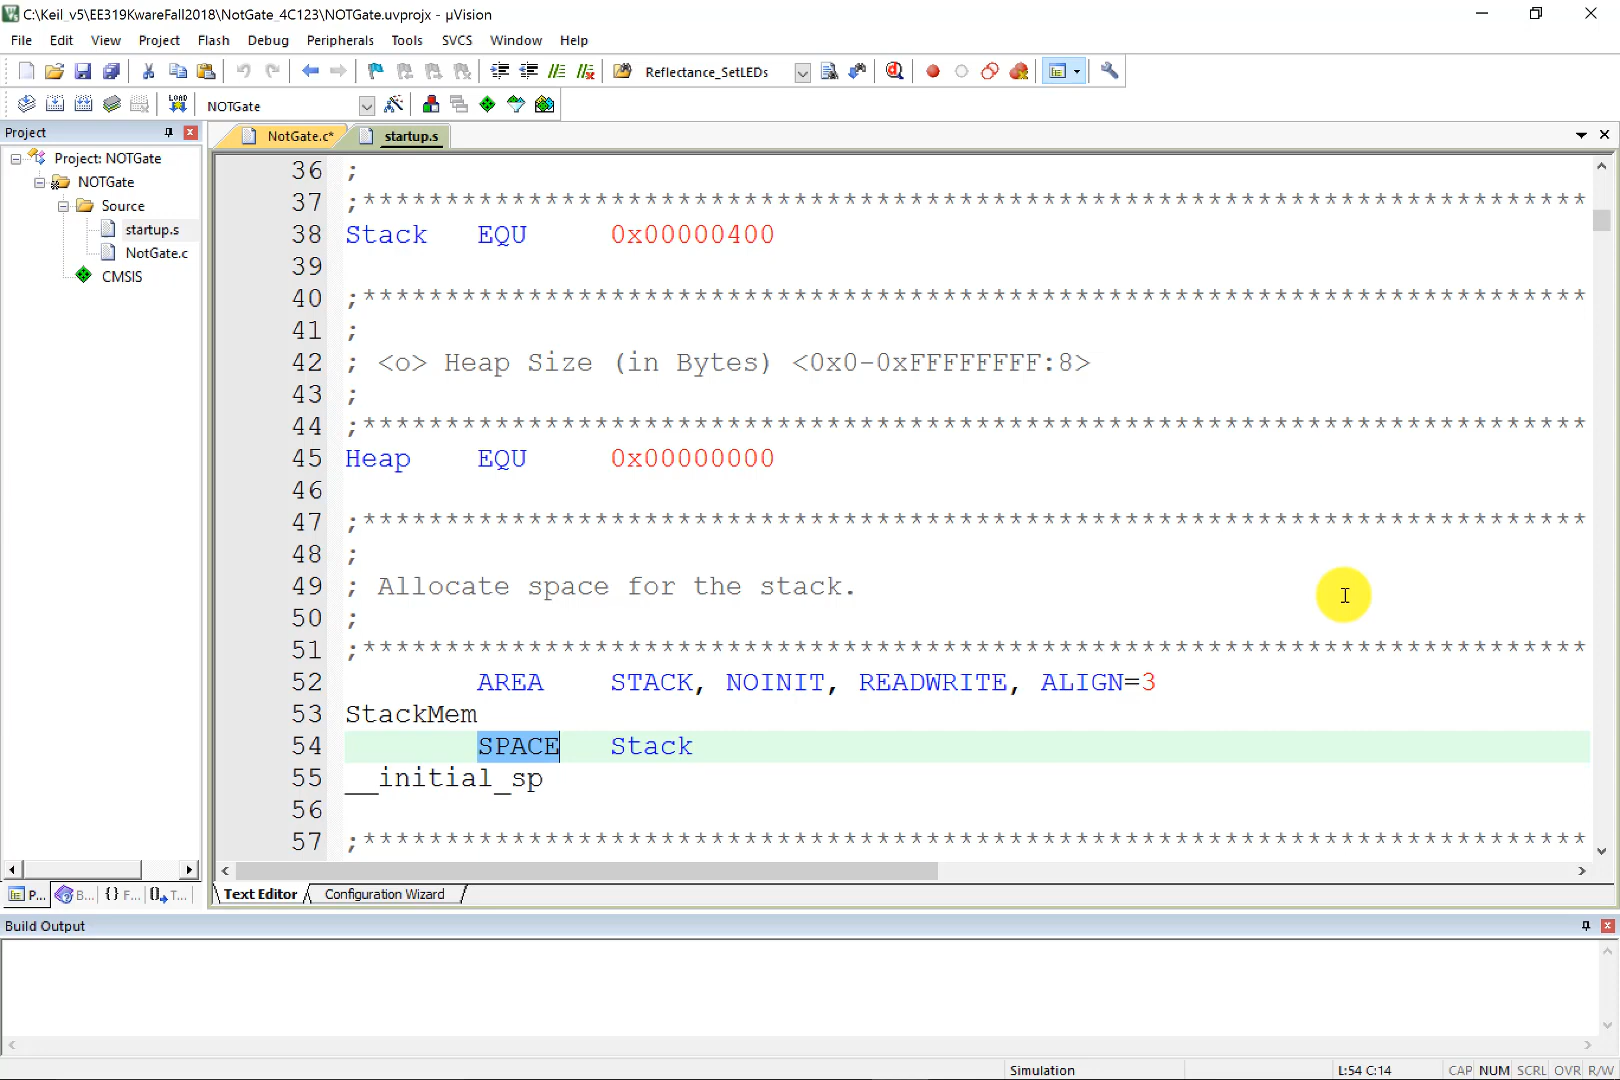 C:\Keil_v5\EE319KwareFall2018\NotGate_4C123\NOTGate.uvprojx - µVision
File Edit View Project Flash Debug Peripherals Tools SVCS Window Help
Reflectance_SetLEDs
LOAD NOTGate
Project
NotGate.c* startup.s
Project: NOTGate
NOTGate
Source
startup.s
NotGate.c
CMSIS
36 ;
37 ;**************************************************************************
38 Stack EQU 0x00000400
39
40 ;**************************************************************************
41 ;
42 ; <o> Heap Size (in Bytes) <0x0-0xFFFFFFFF:8>
43 ;
44 ;**************************************************************************
45 Heap EQU 0x00000000
46
47 ;**************************************************************************
48 ;
49 ; Allocate space for the stack.
50 ;
51 ;**************************************************************************
52 AREA STACK, NOINIT, READWRITE, ALIGN=3
53 StackMem
54 SPACE Stack
55 __initial_sp
56
57 ;**************************************************************************
P... B... {} F... T...
Text Editor Configuration Wizard
Build Output
Simulation L:54 C:14 CAP NUM SCRL OVR R/W